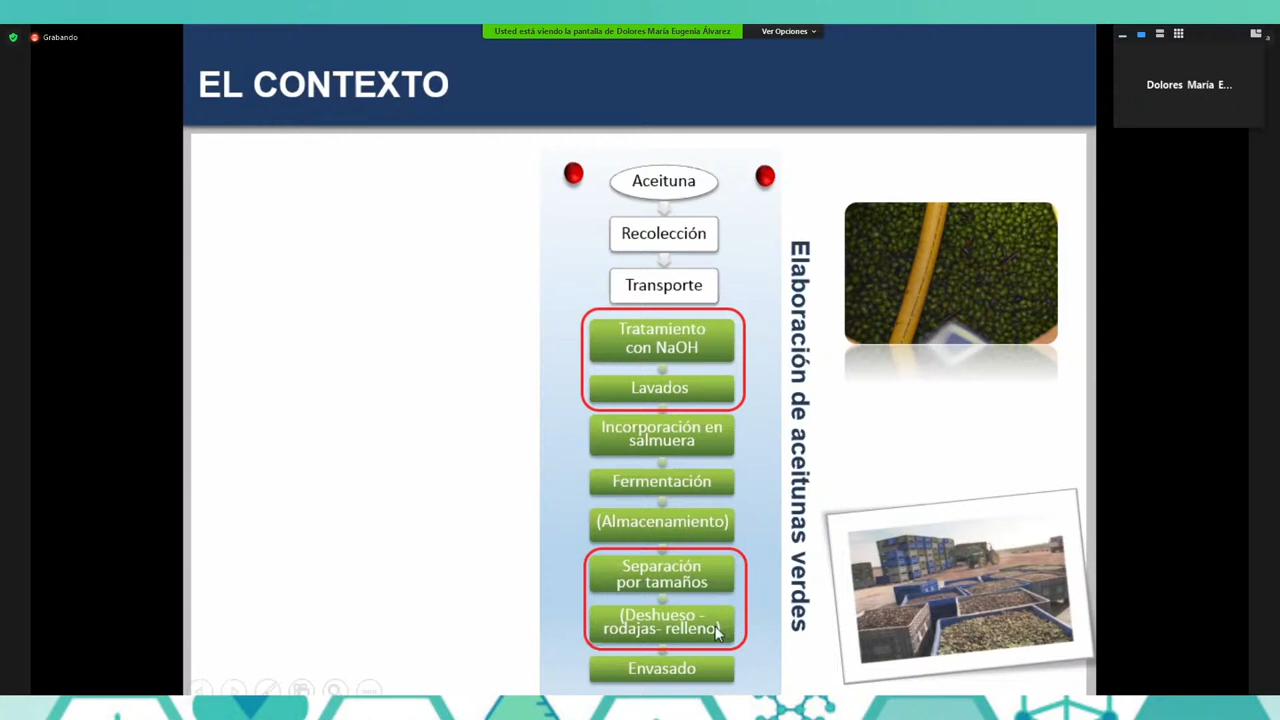 Grabando
Usted está viendo la pantalla de Dolores María Eugenia Álvarez
Ver Opciones
Dolores María E...
EL CONTEXTO
Aceituna
Recolección
Transporte
Tratamiento
con NaOH
Lavados
Incorporación en
salmuera
Fermentación
(Almacenamiento)
Separación
por tamaños
(Deshueso -
rodajas- relleno)
Envasado
Elaboración de aceitunas verdes